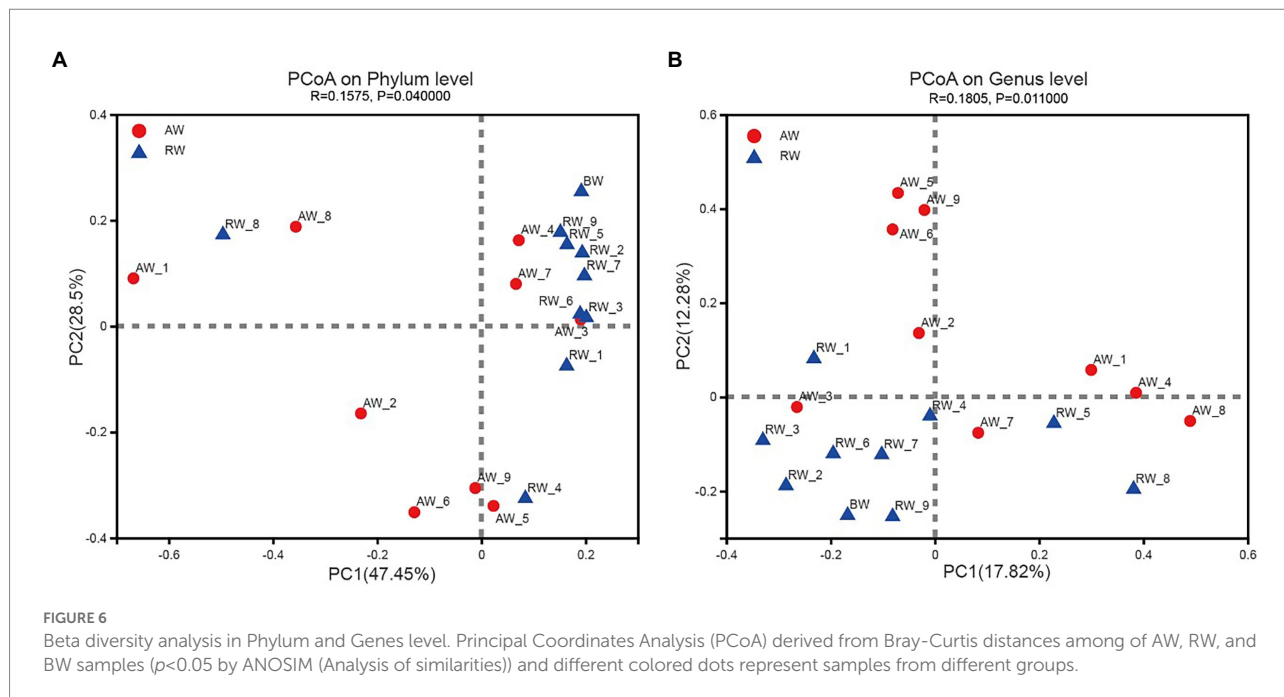 A
PCoA on Phylum level
R=0.1575, P=0.040000
AW
RW
0.4
0.2
0
-0.2
-0.4
PC2(28.5%)
BW
RW_9
RW_5
RW_2
RW_7
RW_8
AW_8
AW_4
AW_7
AW_1
RW_6
RW_3
AW_3
RW_1
AW_2
AW_9
RW_4
AW_6
AW_5
-0.6
-0.2
0
0.2
PC1(47.45%)
B
PCoA on Genus level
R=0.1805, P=0.011000
AW
RW
0.6
0.4
0.2
0
-0.2
PC2(12.28%)
AW_5
AW_9
AW_6
AW_2
RW_1
AW_1
AW_4
AW_3
RW_4
RW_5
AW_8
AW_7
RW_3
RW_6
RW_7
RW_2
RW_8
BW
RW_9
-0.4
-0.2
0
0.2
0.4
0.6
PC1(17.82%)
FIGURE 6
Beta diversity analysis in Phylum and Genes level. Principal Coordinates Analysis (PCoA) derived from Bray-Curtis distances among of AW, RW, and
BW samples (p<0.05 by ANOSIM (Analysis of similarities)) and different colored dots represent samples from different groups.